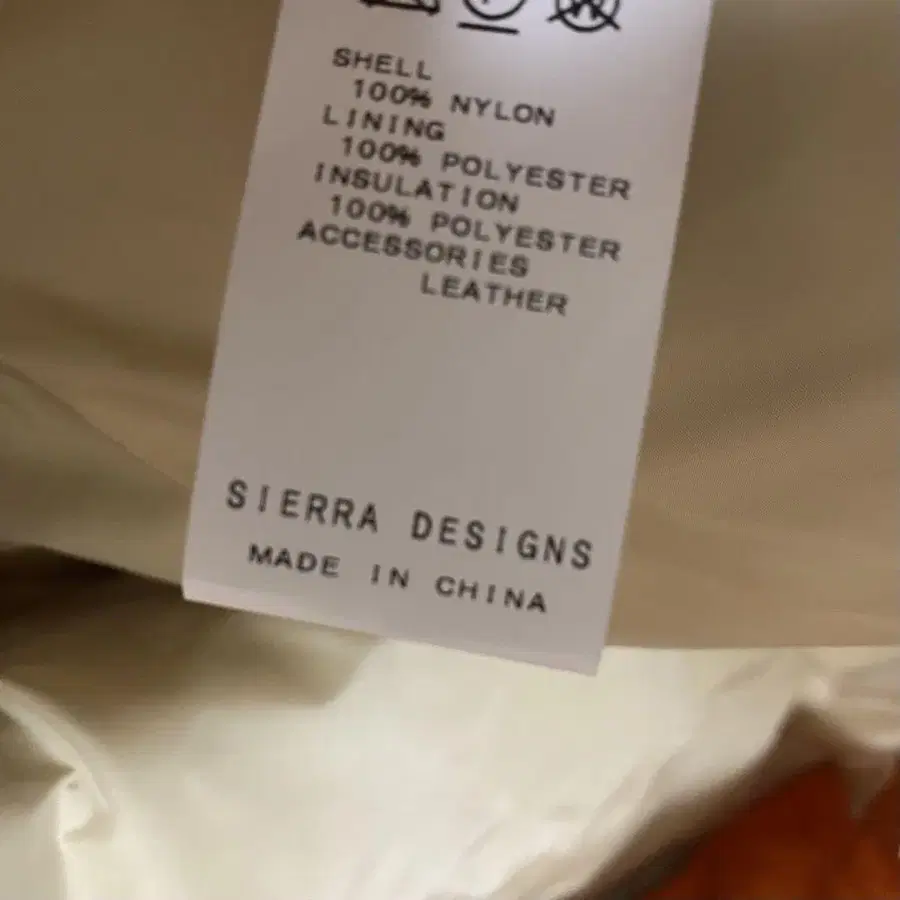 SHELL
100% NYLON
LINING
100% POLYESTER
INSULATION
100% POLYESTER
ACCESSORIES
LEATHER
SIERRA DESIGNS
MADE IN CHINA